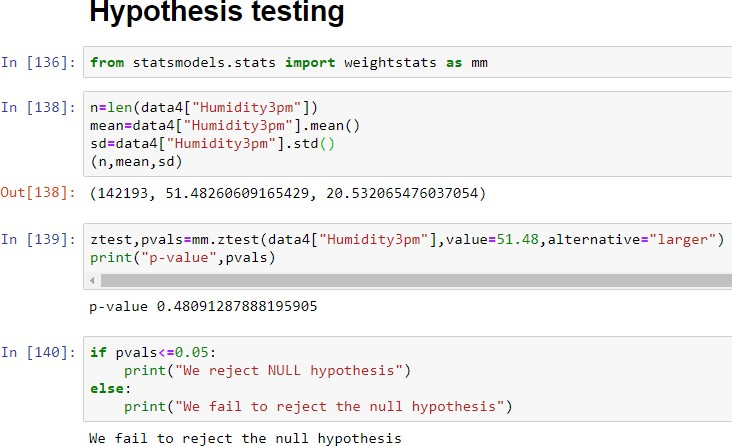 Hypothesis testing
In [136]: from statsmodels.stats import weightstats as mm
In [138]: n=len(data4["Humidity3pm"])
mean=data4["Humidity3pm"].mean()
sd=data4["Humidity3pm"].std()
(n,mean,sd)
Out[138]: (142193, 51.48260609165429, 20.532065476037054)
In [139]: ztest,pvals=mm.ztest(data4["Humidity3pm"],value=51.48,alternative="larger")
print("p-value",pvals)
p-value 0.48091287888195905
In [140]: if pvals<=0.05:
    print("We reject NULL hypothesis")
else:
    print("We fail to reject the null hypothesis")
We fail to reject the null hypothesis